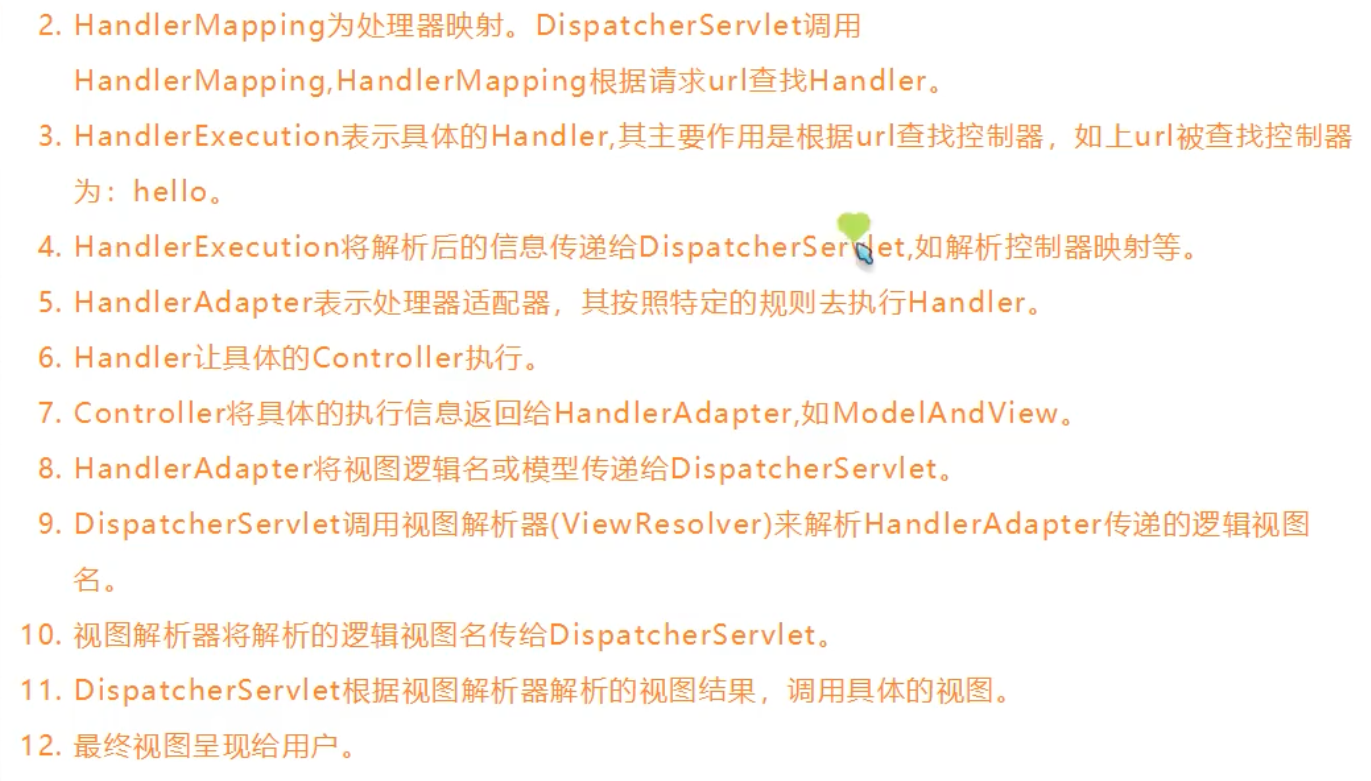 2. HandlerMapping为处理器映射。DispatcherServlet调用
HandlerMapping,HandlerMapping根据请求url查找Handler。
3. HandlerExecution表示具体的Handler,其主要作用是根据url查找控制器，如上url被查找控制器
为：hello。
4. HandlerExecution将解析后的信息传递给DispatcherServlet,如解析控制器映射等。
5. HandlerAdapter表示处理器适配器，其按照特定的规则去执行Handler。
6. Handler让具体的Controller执行。
7. Controller将具体的执行信息返回给HandlerAdapter,如ModelAndView。
8. HandlerAdapter将视图逻辑名或模型传递给DispatcherServlet。
9. DispatcherServlet调用视图解析器(ViewResolver)来解析HandlerAdapter传递的逻辑视图
名。
10. 视图解析器将解析的逻辑视图名传给DispatcherServlet。
11. DispatcherServlet根据视图解析器解析的视图结果，调用具体的视图。
12. 最终视图呈现给用户。